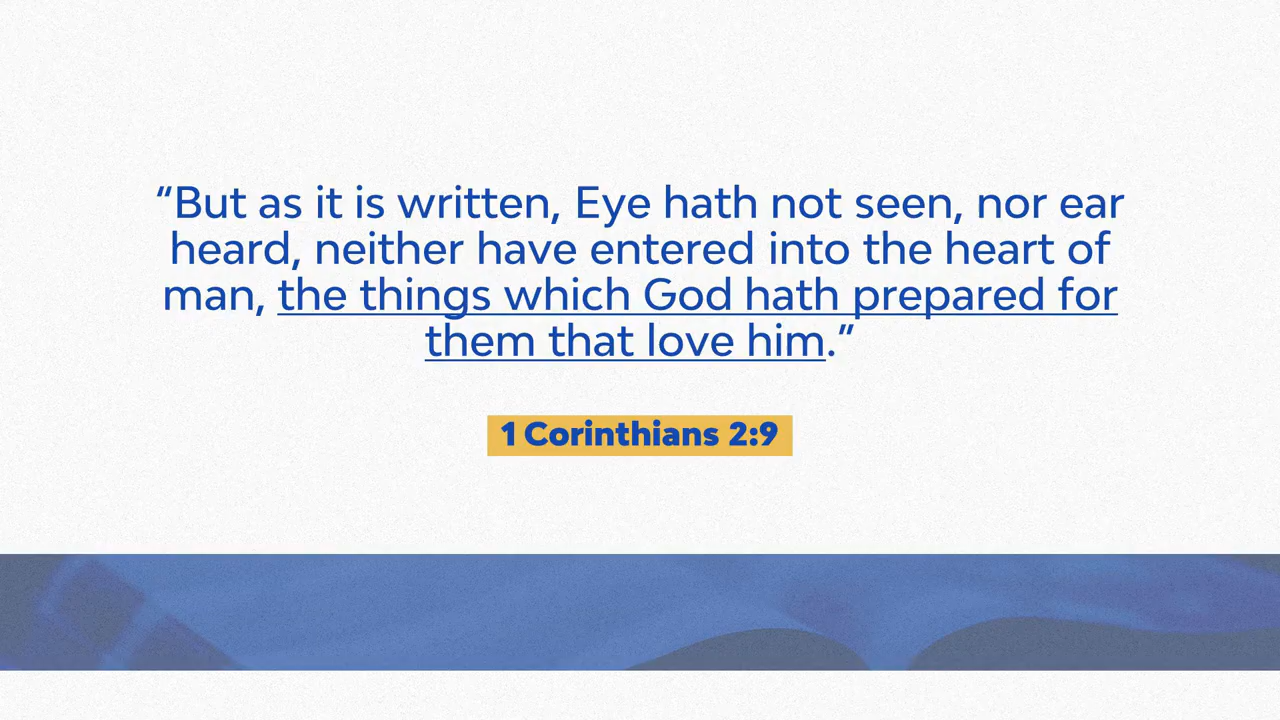 “But as it is written, Eye hath not seen, nor ear
heard, neither have entered into the heart of
man, the things which God hath prepared for
them that love him.”
1 Corinthians 2:9